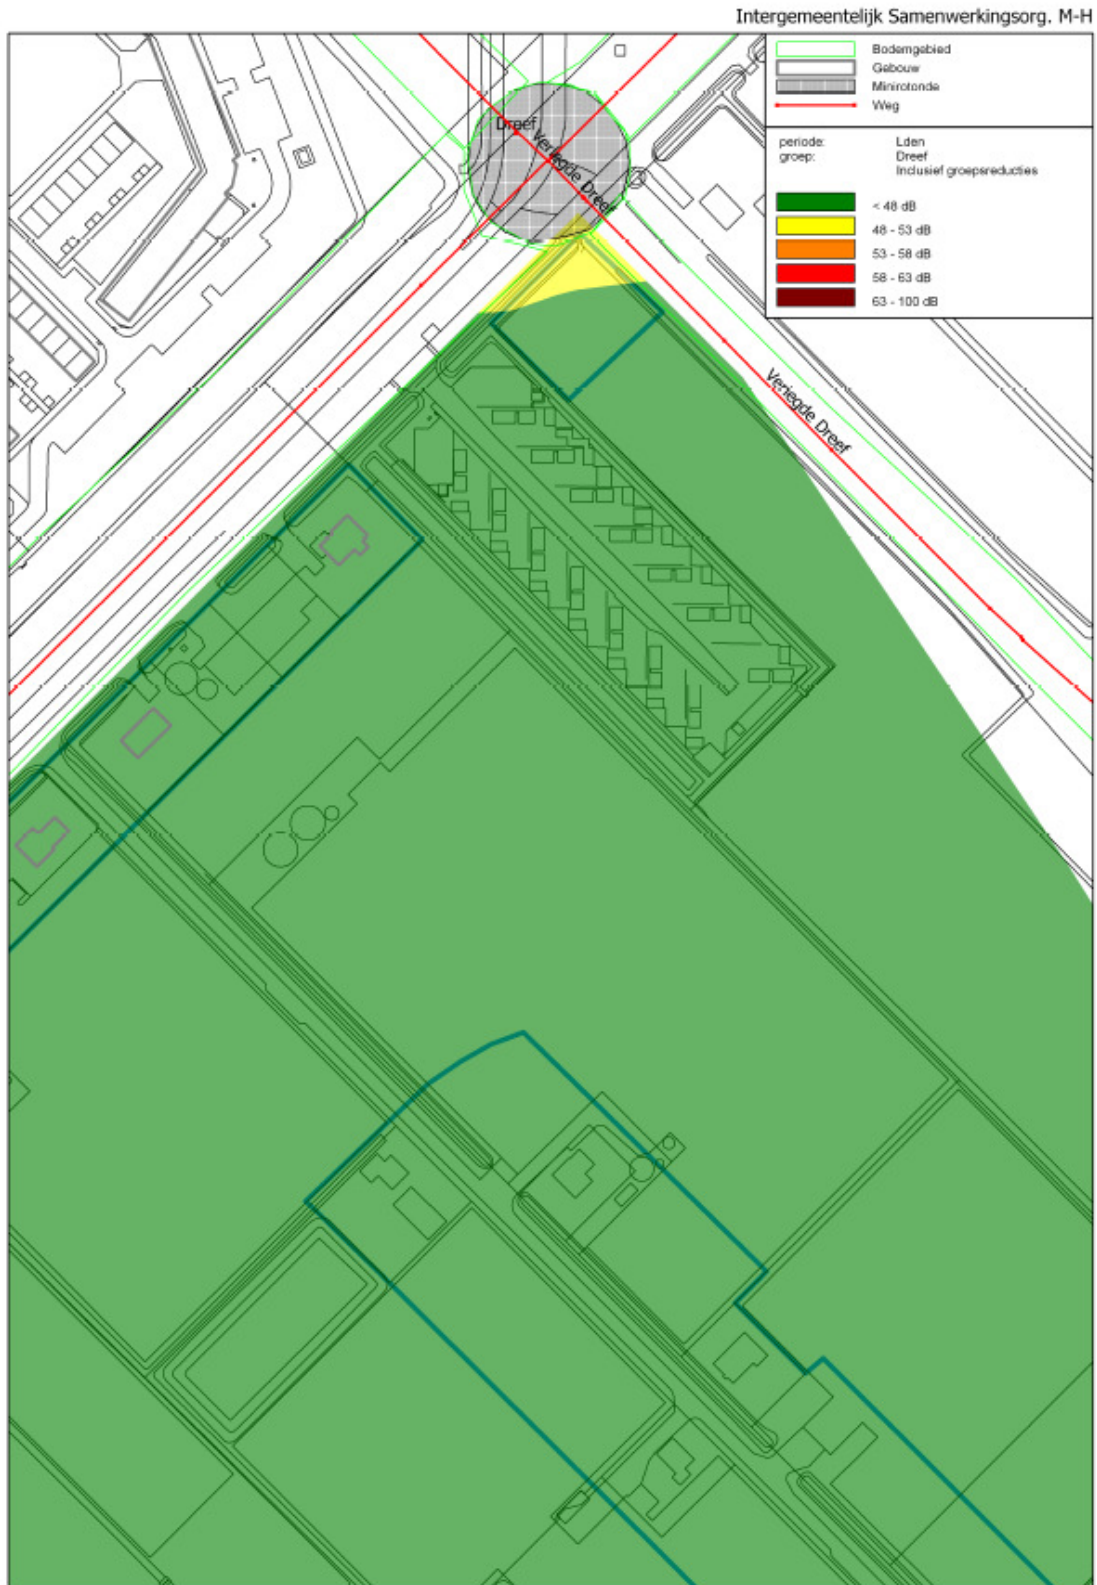 Intergemeentelijk Samenwerkingsorg. M-H
Bodemgebied
Gebouw
Minirotonde
Weg
periode: Lden
groep: Dreef
Inclusief groepsreducties
< 48 dB
48 - 53 dB
53 - 58 dB
58 - 63 dB
63 - 100 dB
Dreef
Verlegde Dreef
Verlegde Dreef